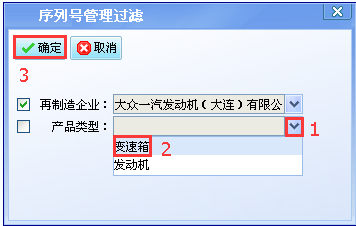 序列号管理过滤
确定 取消
3
再制造企业： 大众一汽发动机（大连）有限公
产品类型： 1
变速箱 2
发动机